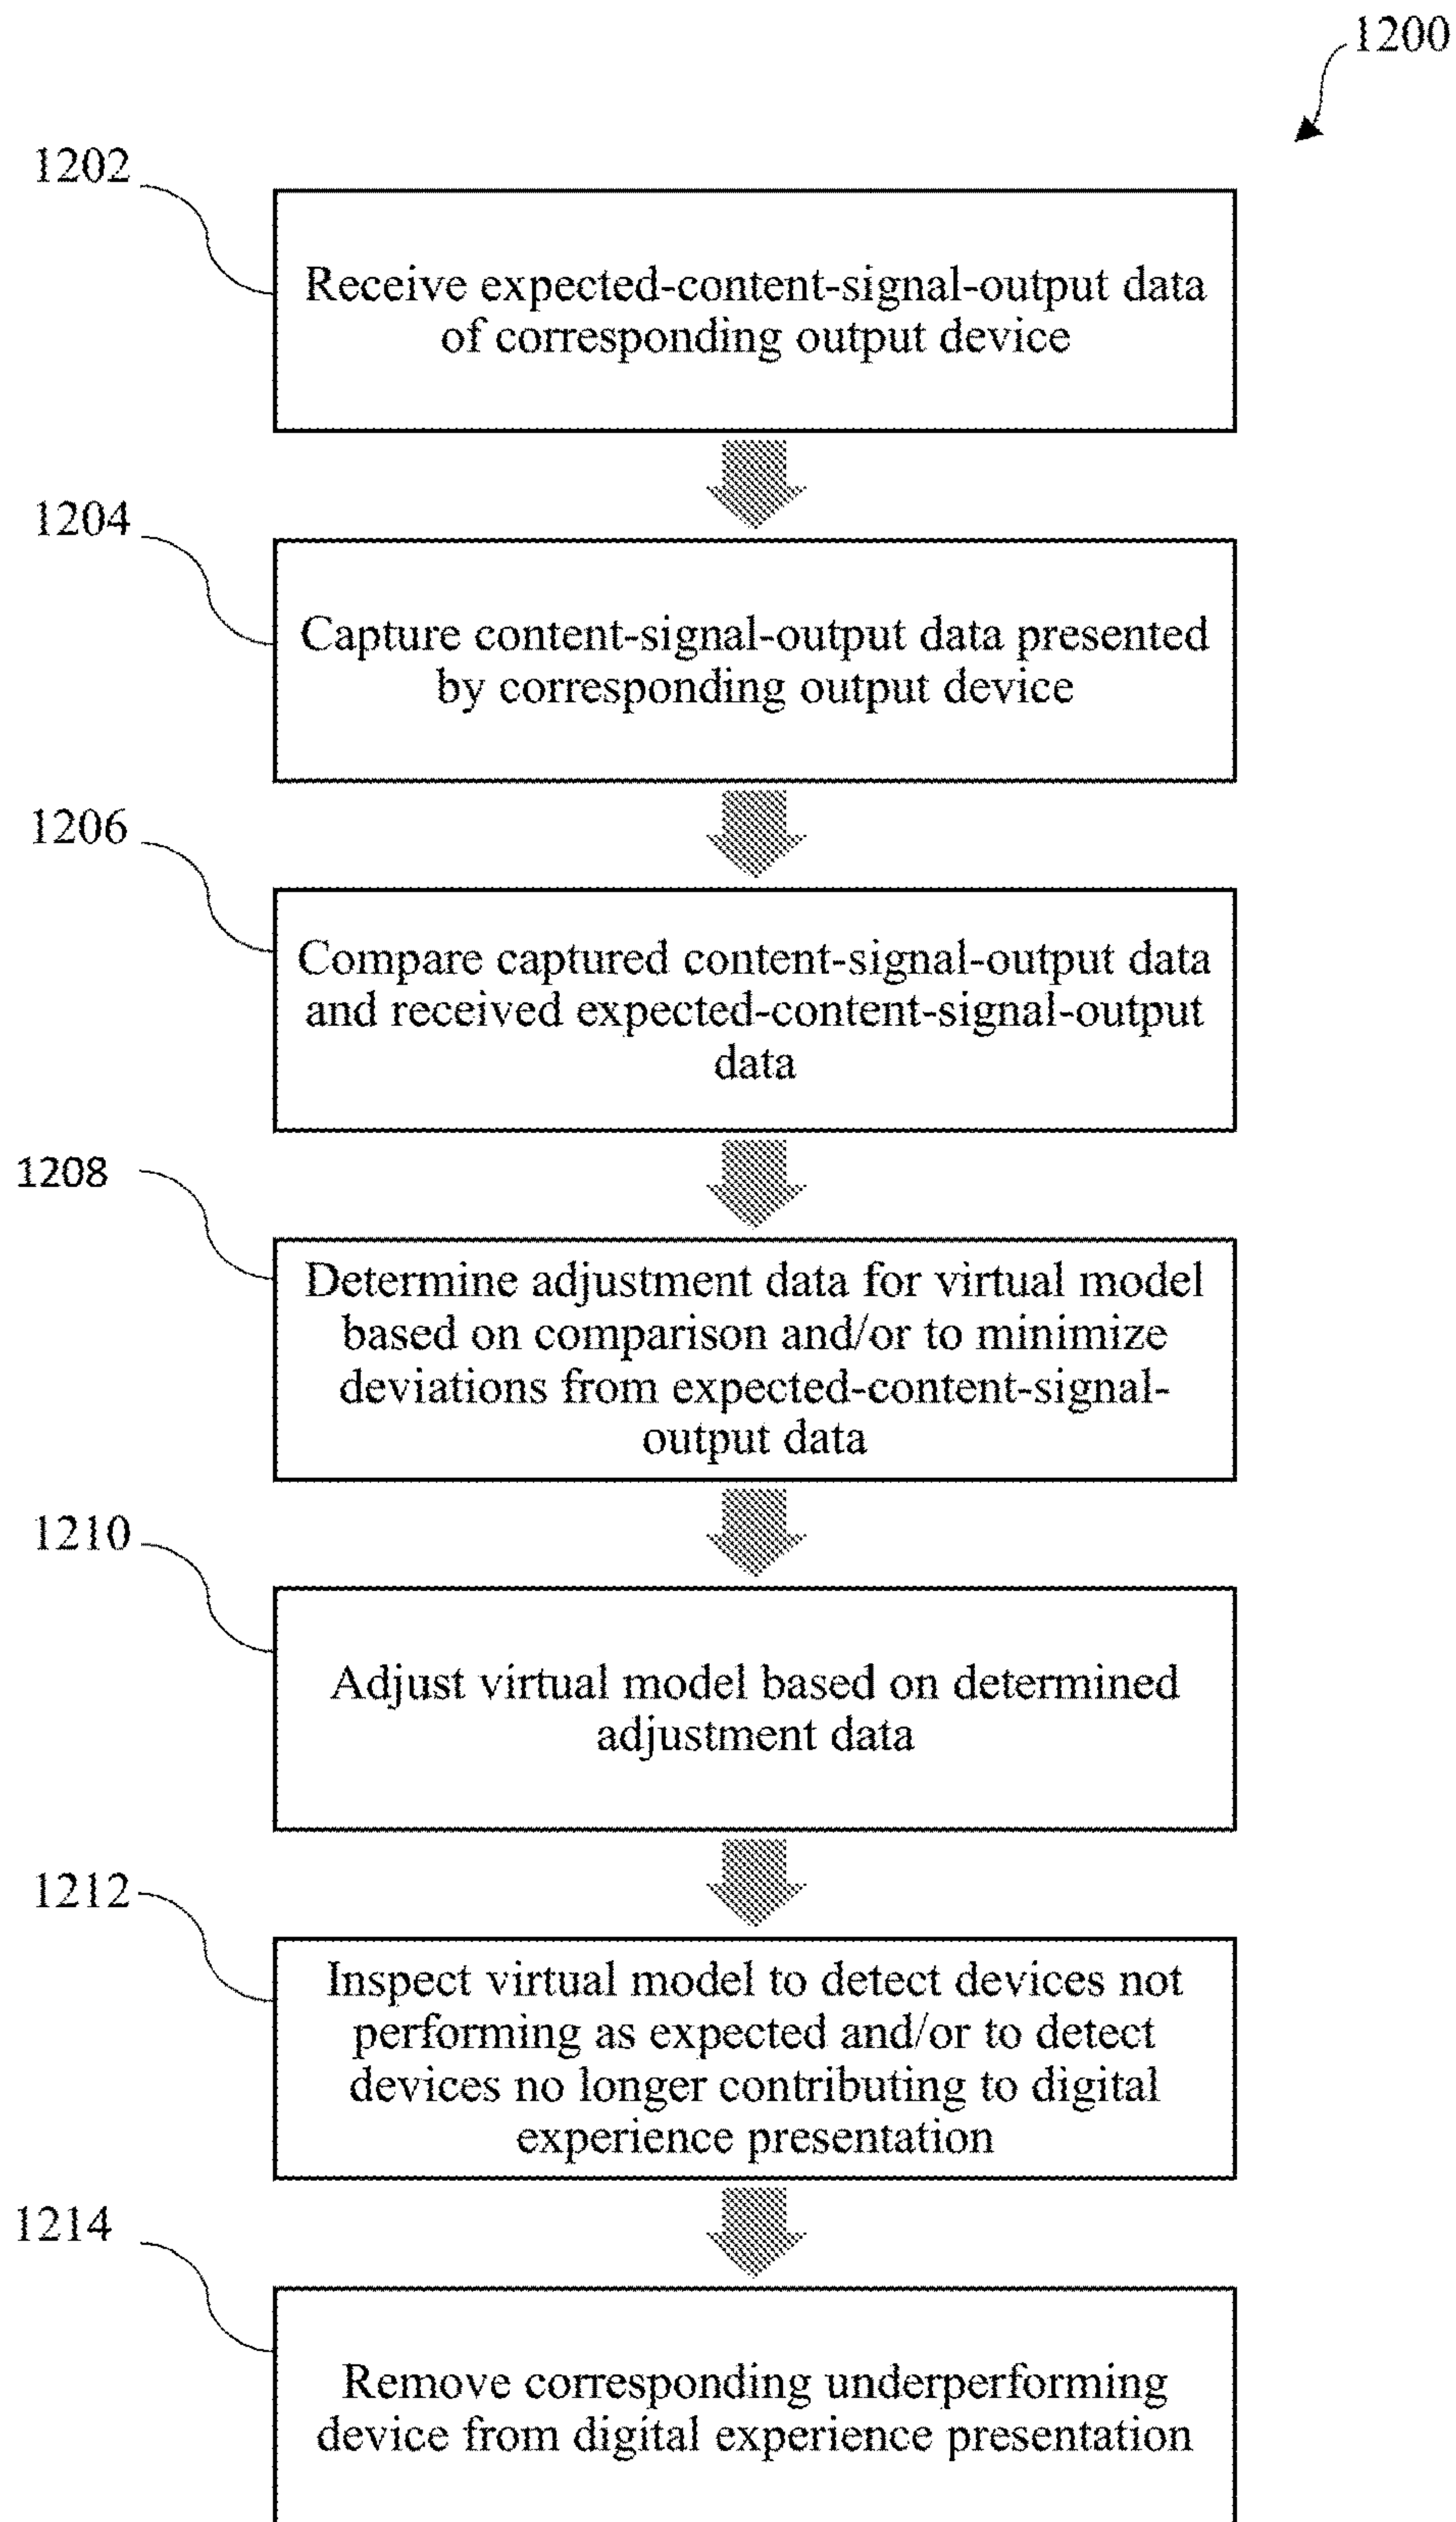 1200
1202
Receive expected-content-signal-output data
of corresponding output device
1204
Capture content-signal-output data presented
by corresponding output device
1206
Compare captured content-signal-output data
and received expected-content-signal-output
data
1208
Determine adjustment data for virtual model
based on comparison and/or to minimize
deviations from expected-content-signal-
output data
1210
Adjust virtual model based on determined
adjustment data
1212
Inspect virtual model to detect devices not
performing as expected and/or to detect
devices no longer contributing to digital
experience presentation
1214
Remove corresponding underperforming
device from digital experience presentation